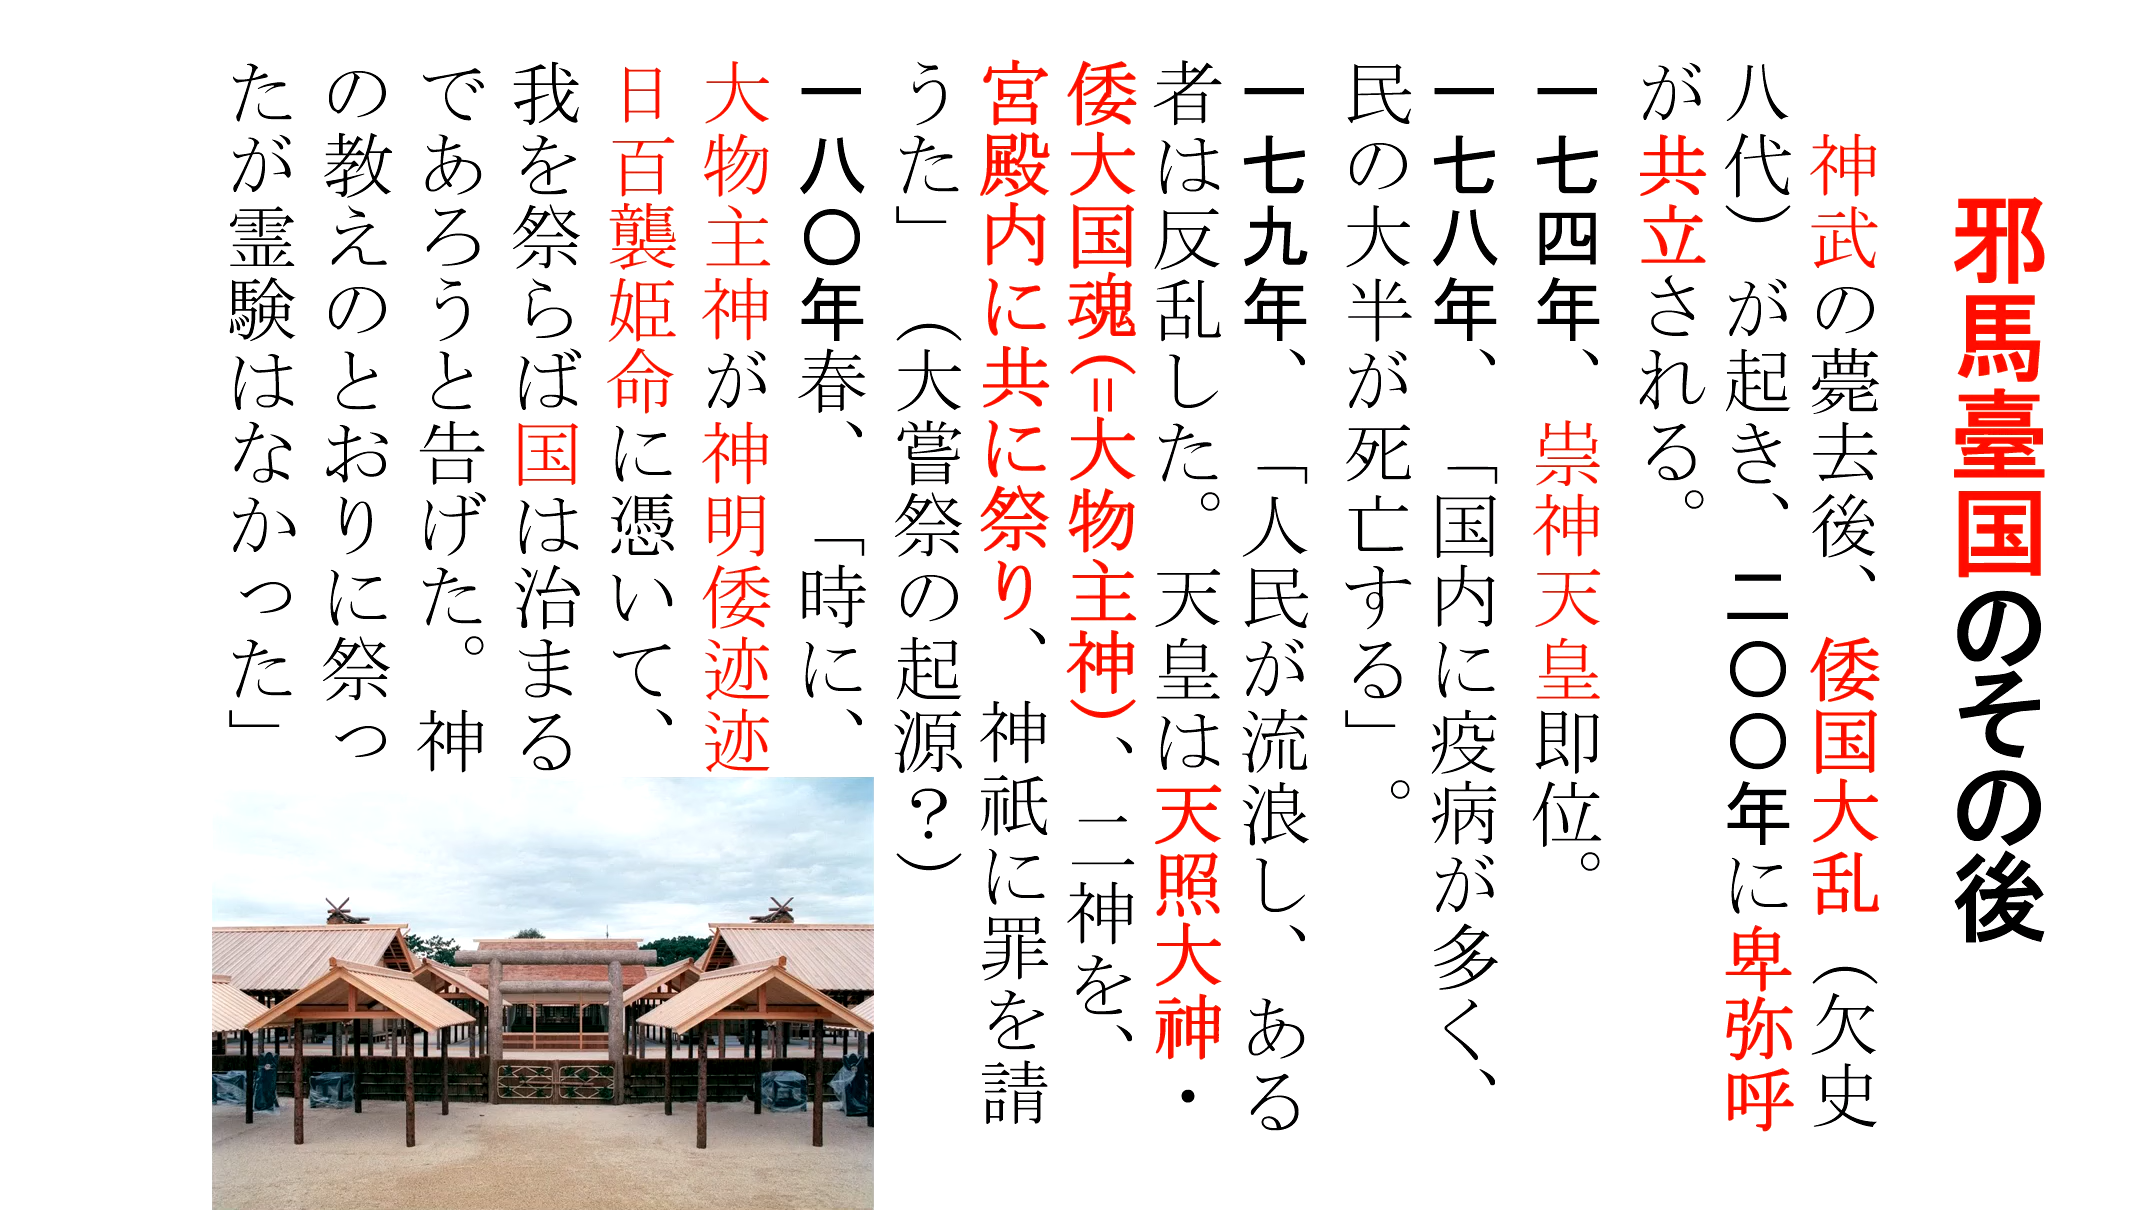 邪馬臺国のその後
神武の薨去後、倭国大乱（欠史
八代）が起き、二〇〇年に卑弥呼
が共立される。
一七四年、崇神天皇即位。
一七八年、「国内に疫病が多く、
民の大半が死亡する」。
一七九年、「人民が流浪し、ある
者は反乱した。天皇は天照大神・
倭大国魂（＝大物主神）、二神を、
宮殿内に共に祭り、神祇に罪を請
うた」（大嘗祭の起源？）
一八〇年春、「時に、
大物主神が神明倭迹迹
日百襲姫命に憑いて、
我を祭らば国は治まる
であろうと告げた。神
の教えのとおりに祭っ
たが霊験はなかった」